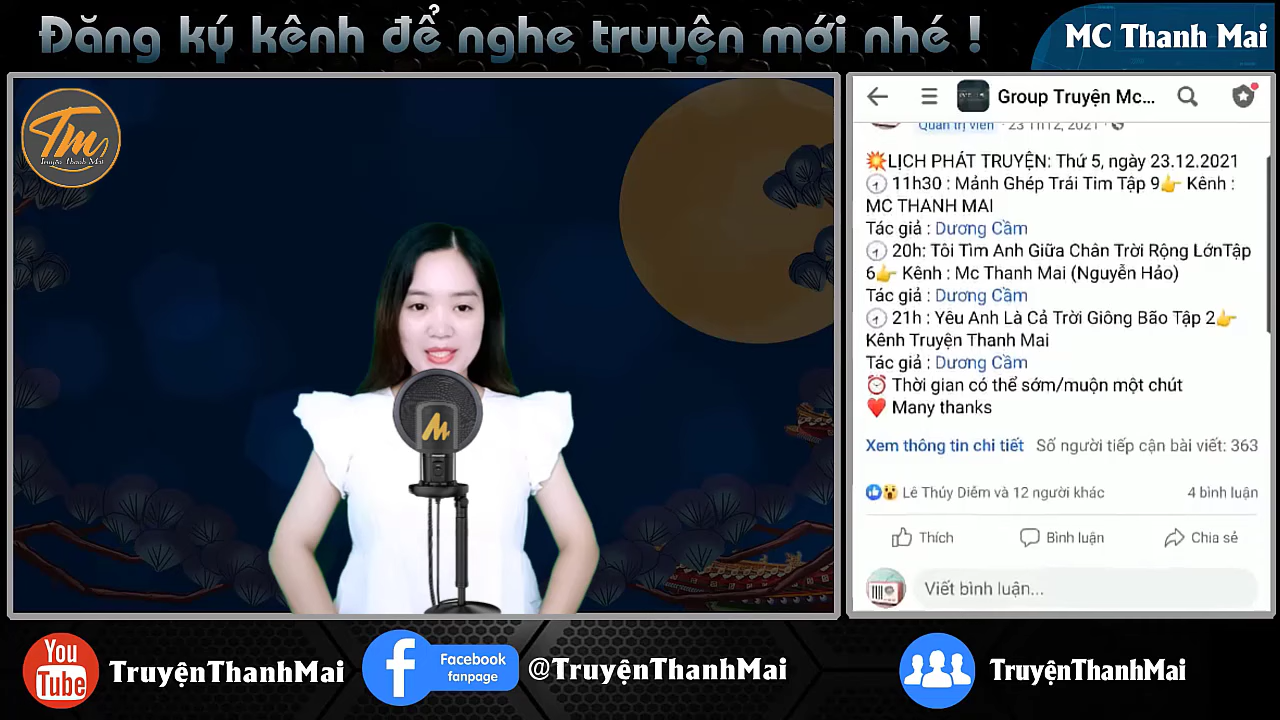 Đăng ký kênh để nghe truyện mới nhé !
MC Thanh Mai
Tm
Truyện Thanh Mai
Group Truyện Mc...
Quản trị viên · 23 Th12, 2021 ·
💥LỊCH PHÁT TRUYỆN: Thứ 5, ngày 23.12.2021
🕢 11h30 : Mảnh Ghép Trái Tim Tập 9👉 Kênh :
MC THANH MAI
Tác giả : Dương Cầm
🕢 20h: Tôi Tìm Anh Giữa Chân Trời Rộng LớnTập
6👉 Kênh : Mc Thanh Mai (Nguyễn Hảo)
Tác giả : Dương Cầm
🕢 21h : Yêu Anh Là Cả Trời Giông Bão Tập 2👉
Kênh Truyện Thanh Mai
Tác giả : Dương Cầm
⏰ Thời gian có thể sớm/muộn một chút
❤️ Many thanks
Xem thông tin chi tiết Số người tiếp cận bài viết: 363
Lê Thúy Diễm và 12 người khác 4 bình luận
Thích Bình luận Chia sẻ
Viết bình luận...
You
Tube
TruyệnThanhMai
Facebook
fanpage
@TruyệnThanhMai
TruyệnThanhMai